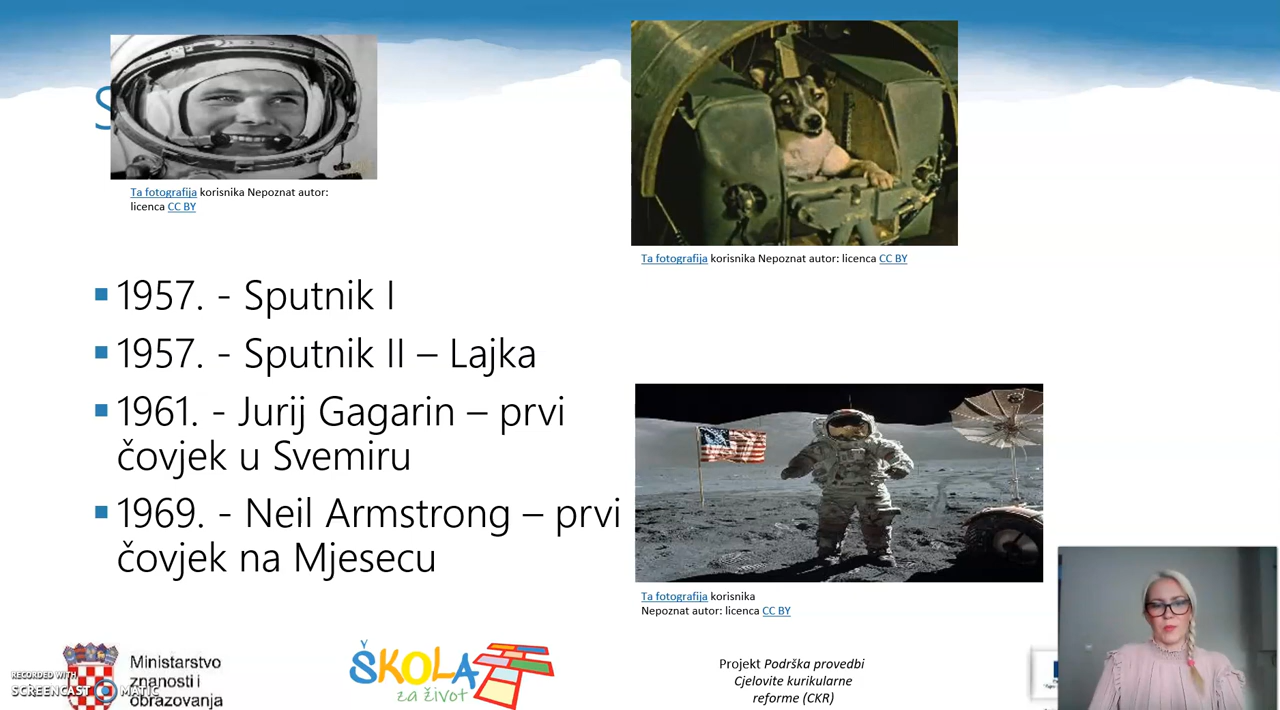 S
Ta fotografija korisnika Nepoznat autor:
licenca CC BY
Ta fotografija korisnika Nepoznat autor: licenca CC BY
1957. - Sputnik I
1957. - Sputnik II – Lajka
1961. - Jurij Gagarin – prvi
čovjek u Svemiru
1969. - Neil Armstrong – prvi
čovjek na Mjesecu
Ta fotografija korisnika
Nepoznat autor: licenca CC BY
Ministarstvo
znanosti i
obrazovanja
RECORDED WITH
SCREENCAST MATIC
ŠKOLA
za život
Projekt Podrška provedbi
Cjelovite kurikularne
reforme (CKR)